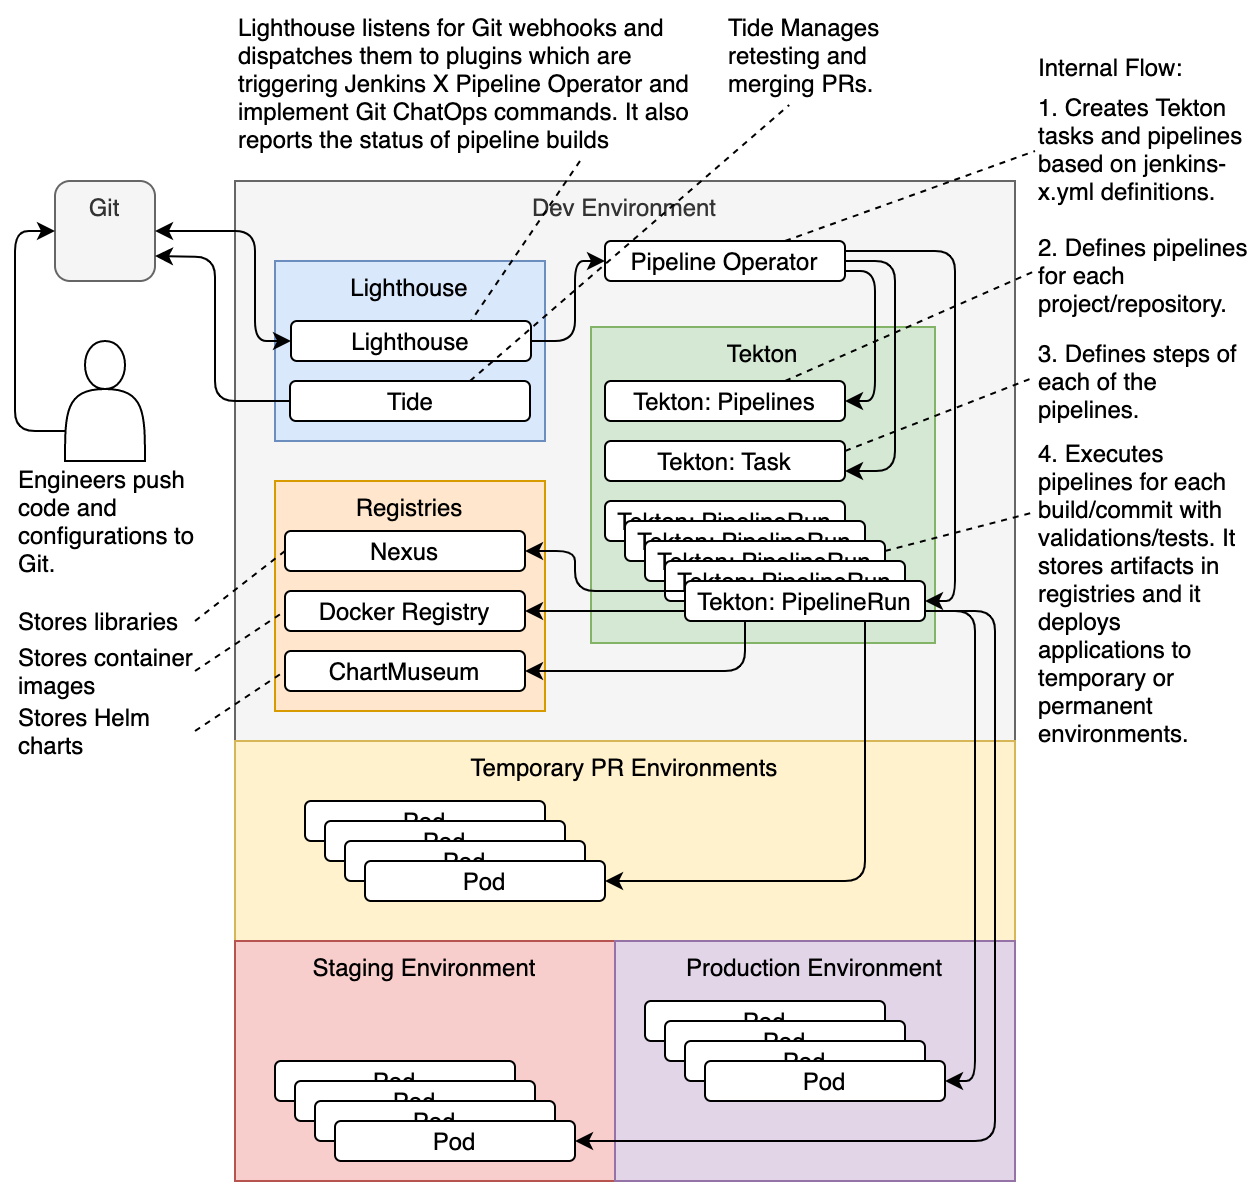 Lighthouse listens for Git webhooks and
dispatches them to plugins which are
triggering Jenkins X Pipeline Operator and
implement Git ChatOps commands. It also
reports the status of pipeline builds
Tide Manages
retesting and
merging PRs.
Internal Flow:
1. Creates Tekton
tasks and pipelines
based on jenkins-
x.yml definitions.
2. Defines pipelines
for each
project/repository.
3. Defines steps of
each of the
pipelines.
4. Executes
pipelines for each
build/commit with
validations/tests. It
stores artifacts in
registries and it
deploys
applications to
temporary or
permanent
environments.
Git
Engineers push
code and
configurations to
Git.
Stores libraries
Stores container
images
Stores Helm
charts
Dev Environment
Lighthouse
Lighthouse
Tide
Pipeline Operator
Tekton
Tekton: Pipelines
Tekton: Task
Tekton: PipelineRun
Tekton: PipelineRun
Tekton: PipelineRun
Tekton: PipelineRun
Tekton: PipelineRun
Registries
Nexus
Docker Registry
ChartMuseum
Temporary PR Environments
Pod
Pod
Pod
Pod
Staging Environment
Pod
Pod
Pod
Pod
Production Environment
Pod
Pod
Pod
Pod